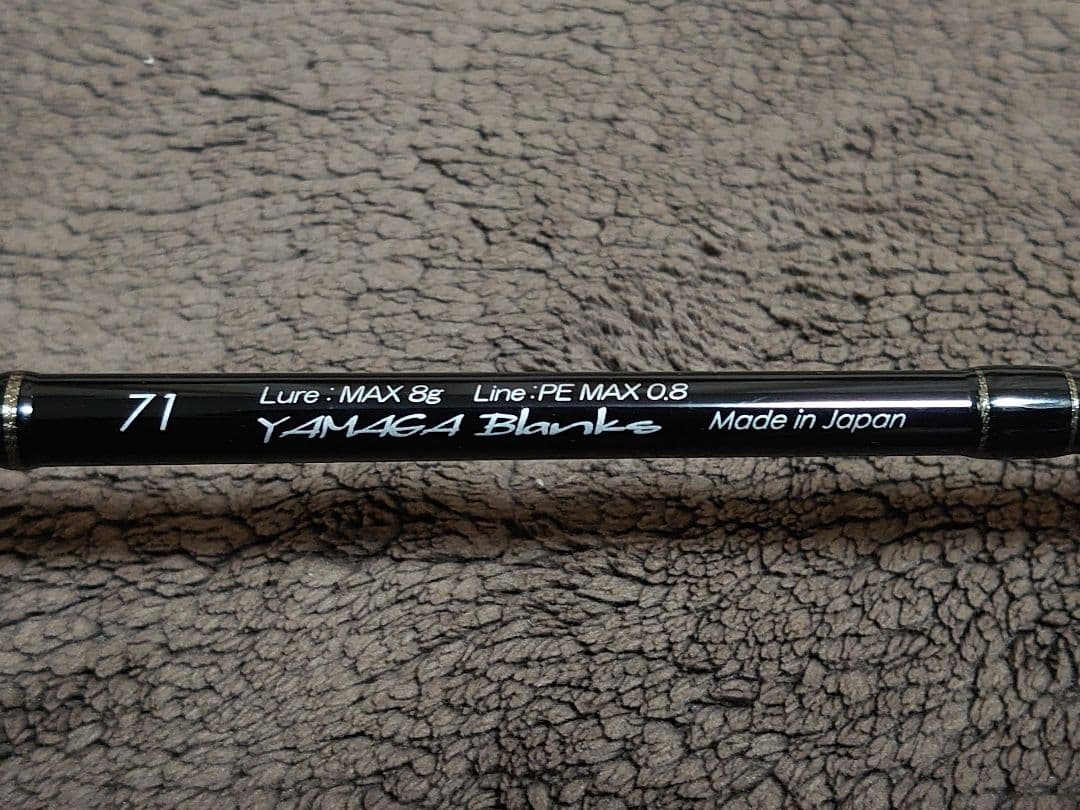 71
Lure : MAX 8g Line : PE MAX 0.8
YAMAGA Blanks Made in Japan